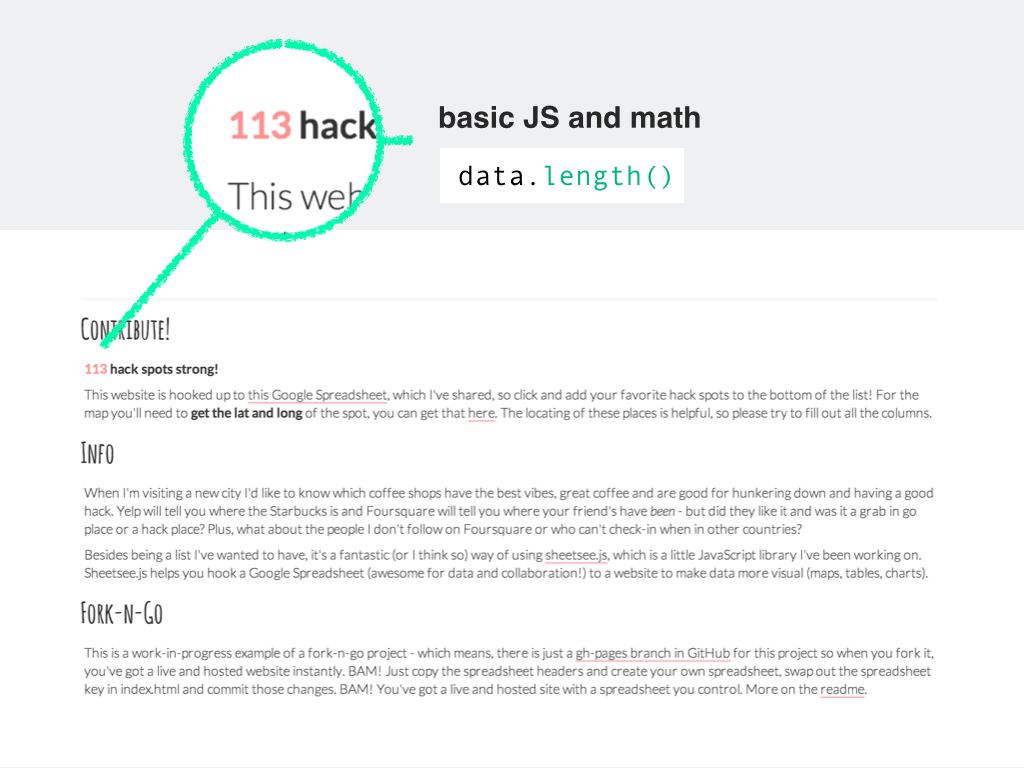 113 hack
This web
basic JS and math
data.length()
Contribute!
113 hack spots strong!
This website is hooked up to this Google Spreadsheet, which I've shared, so click and add your favorite hack spots to the bottom of the list! For the
map you'll need to get the lat and long of the spot, you can get that here. The locating of these places is helpful, so please try to fill out all the columns.
Info
When I'm visiting a new city I'd like to know which coffee shops have the best vibes, great coffee and are good for hunkering down and having a good
hack. Yelp will tell you where the Starbucks is and Foursquare will tell you where your friend's have been - but did they like it and was it a grab in go
place or a hack place? Plus, what about the people I don't follow on Foursquare or who can't check-in when in other countries?
Besides being a list I've wanted to have, it's a fantastic (or I think so) way of using sheetsee.js, which is a little JavaScript library I've been working on.
Sheetsee.js helps you hook a Google Spreadsheet (awesome for data and collaboration!) to a website to make data more visual (maps, tables, charts).
Fork-n-Go
This is a work-in-progress example of a fork-n-go project - which means, there is just a gh-pages branch in GitHub for this project so when you fork it,
you've got a live and hosted website instantly. BAM! Just copy the spreadsheet headers and create your own spreadsheet, swap out the spreadsheet
key in index.html and commit those changes. BAM! You've got a live and hosted site with a spreadsheet you control. More on the readme.